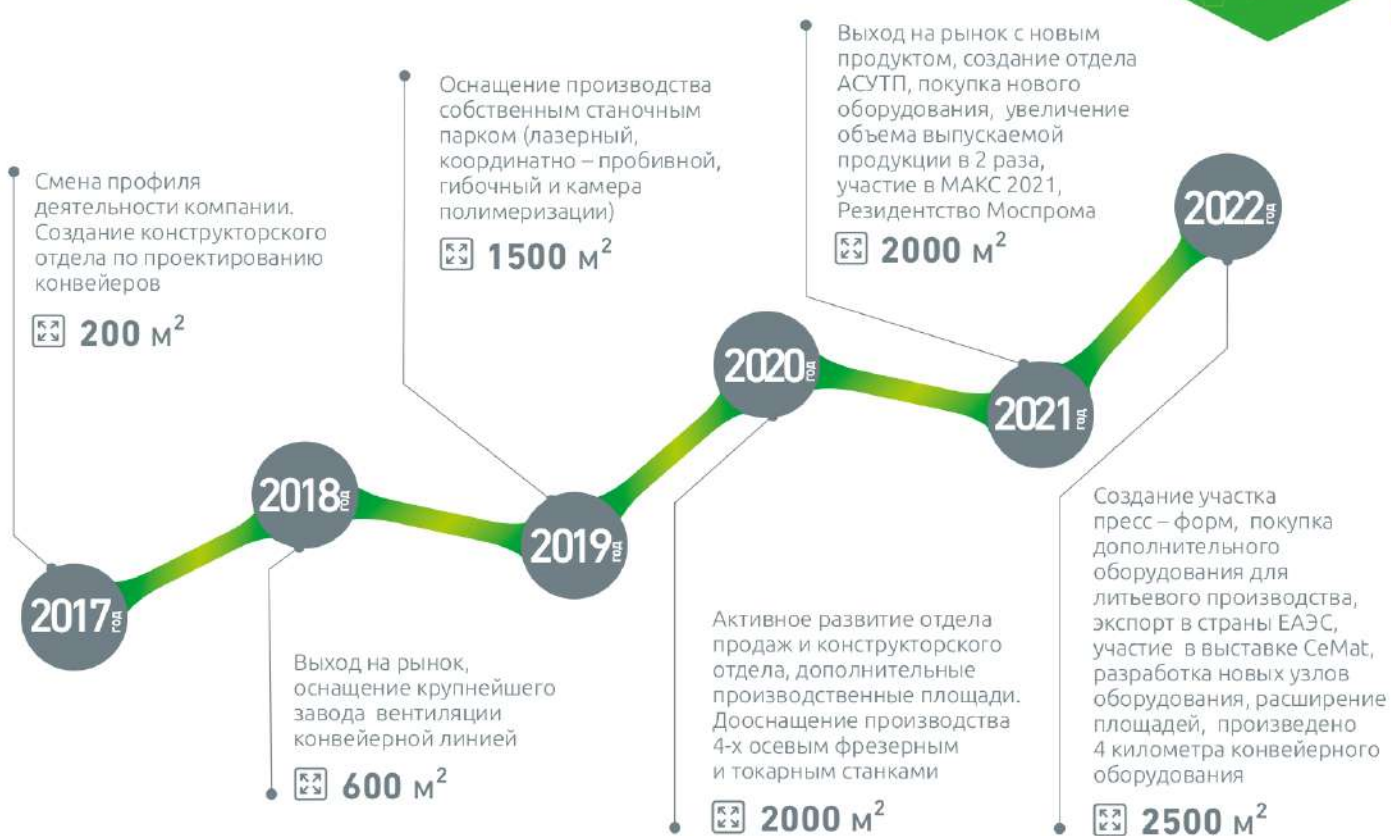 Смена профиля
деятельности компании.
Создание конструкторского
отдела по проектированию
конвейеров
200 м²
2017 год
2018 год
Выход на рынок,
оснащение крупнейшего
завода вентиляции
конвейерной линией
600 м²
Оснащение производства
собственным станочным
парком (лазерный,
координатно – пробивной,
гибочный и камера
полимеризации)
1500 м²
2019 год
2020 год
Активное развитие отдела
продаж и конструкторского
отдела, дополнительные
производственные площади.
Дооснащение производства
4-х осевым фрезерным
и токарным станками
2000 м²
Выход на рынок с новым
продуктом, создание отдела
АСУТП, покупка нового
оборудования, увеличение
объема выпускаемой
продукции в 2 раза,
участие в МАКС 2021,
Резидентство Моспрома
2000 м²
2021 год
2022 год
Создание участка
пресс – форм, покупка
дополнительного
оборудования для
литьевого производства,
экспорт в страны ЕАЭС,
участие в выставке CeMat,
разработка новых узлов
оборудования, расширение
площадей, произведено
4 километра конвейерного
оборудования
2500 м²